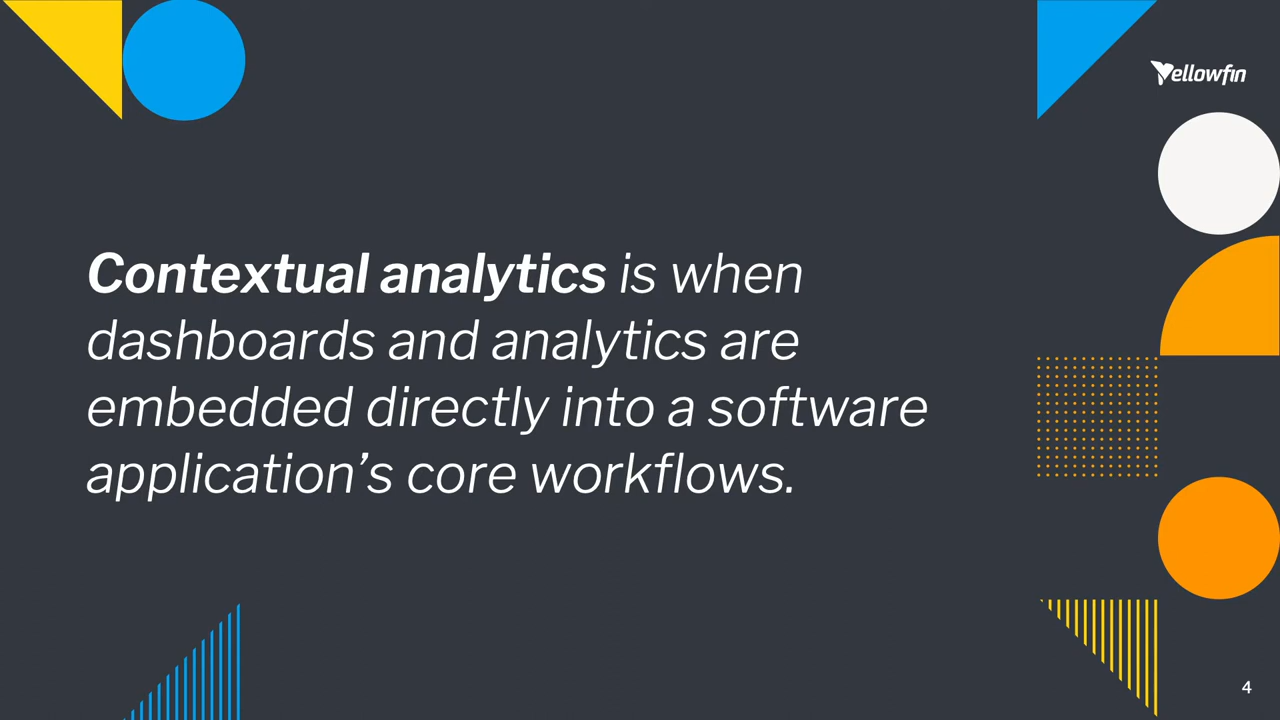 Yellowfin
Contextual analytics is when
dashboards and analytics are
embedded directly into a software
application’s core workflows.
4